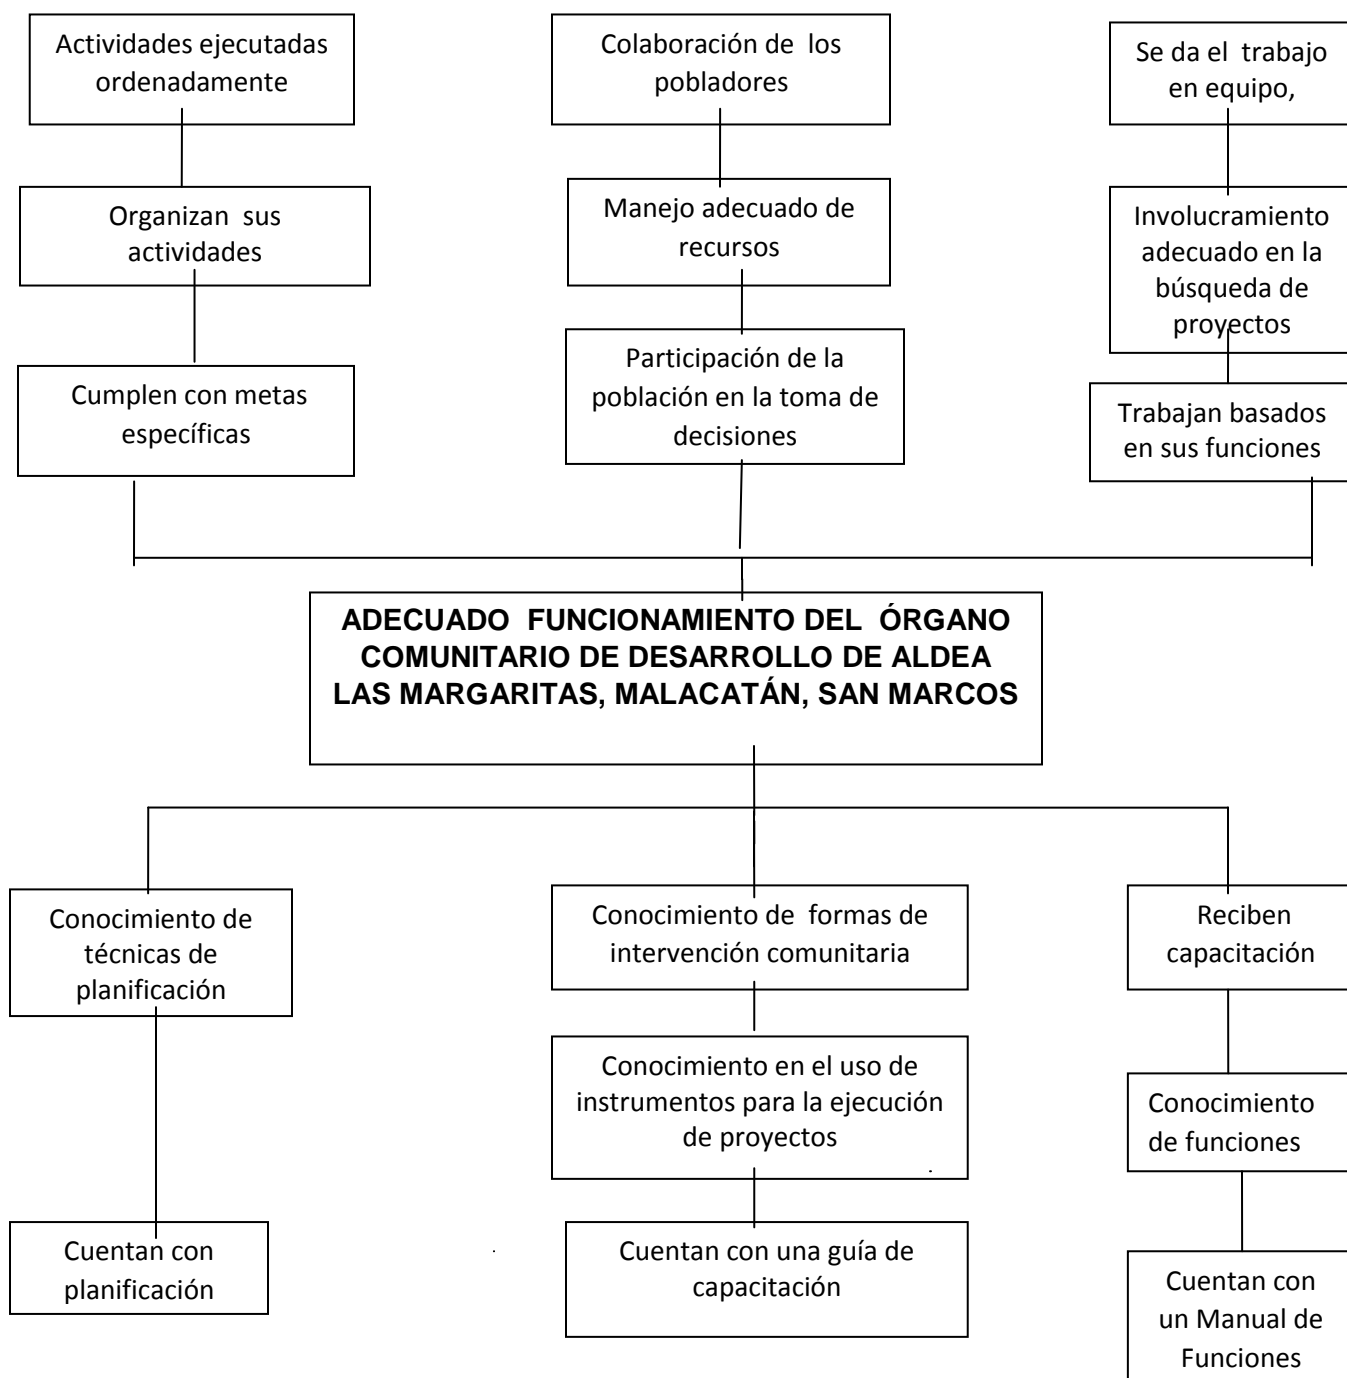 Actividades ejecutadas
ordenadamente
Colaboración de los
pobladores
Se da el trabajo
en equipo,
Organizan sus
actividades
Manejo adecuado de
recursos
Involucramiento
adecuado en la
búsqueda de
proyectos
Cumplen con metas
específicas
Participación de la
población en la toma de
decisiones
Trabajan basados
en sus funciones
ADECUADO FUNCIONAMIENTO DEL ÓRGANO
COMUNITARIO DE DESARROLLO DE ALDEA
LAS MARGARITAS, MALACATÁN, SAN MARCOS
Conocimiento de
técnicas de
planificación
Conocimiento de formas de
intervención comunitaria
Reciben
capacitación
Conocimiento en el uso de
instrumentos para la ejecución
de proyectos
Conocimiento
de funciones
Cuentan con
planificación
Cuentan con una guía de
capacitación
Cuentan con
un Manual de
Funciones